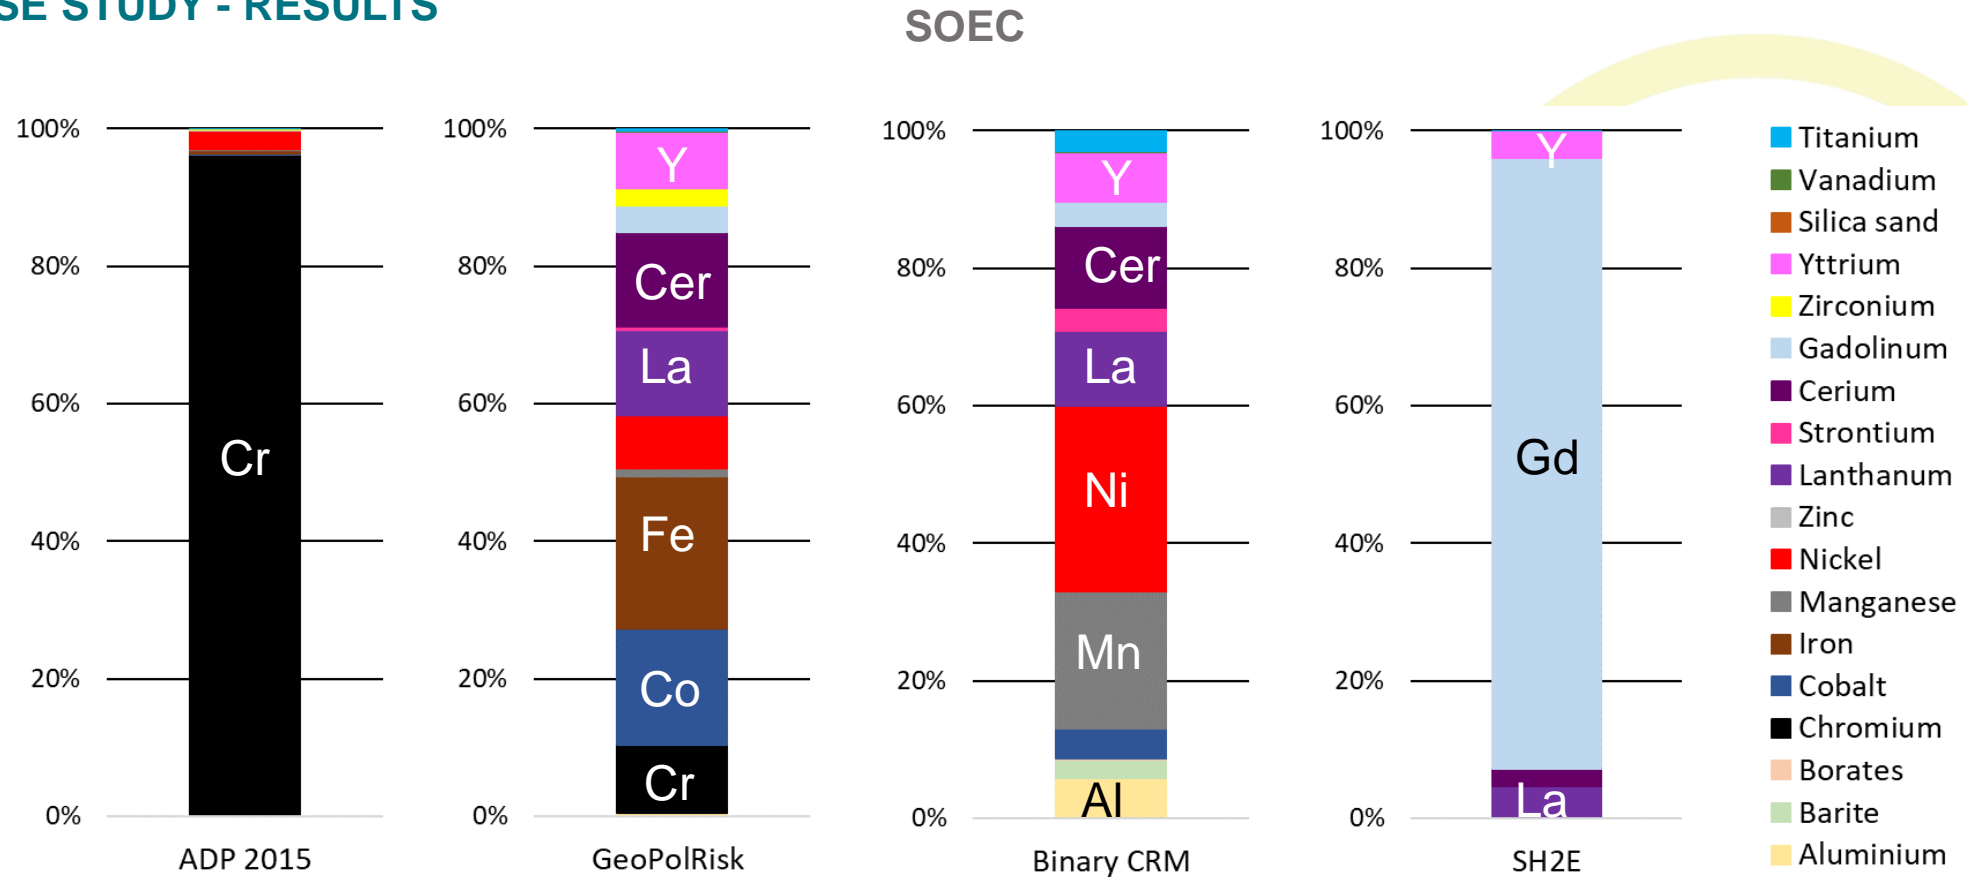 SE STUDY - RESULTS
SOEC
100%
80%
60%
40%
20%
0%
Cr
ADP 2015
100%
80%
60%
40%
20%
0%
Y
Cer
La
Fe
Co
Cr
GeoPolRisk
100%
80%
60%
40%
20%
0%
Y
Cer
La
Ni
Mn
Al
Binary CRM
100%
80%
60%
40%
20%
0%
Y
Gd
La
SH2E
Titanium
Vanadium
Silica sand
Yttrium
Zirconium
Gadolinum
Cerium
Strontium
Lanthanum
Zinc
Nickel
Manganese
Iron
Cobalt
Chromium
Borates
Barite
Aluminium